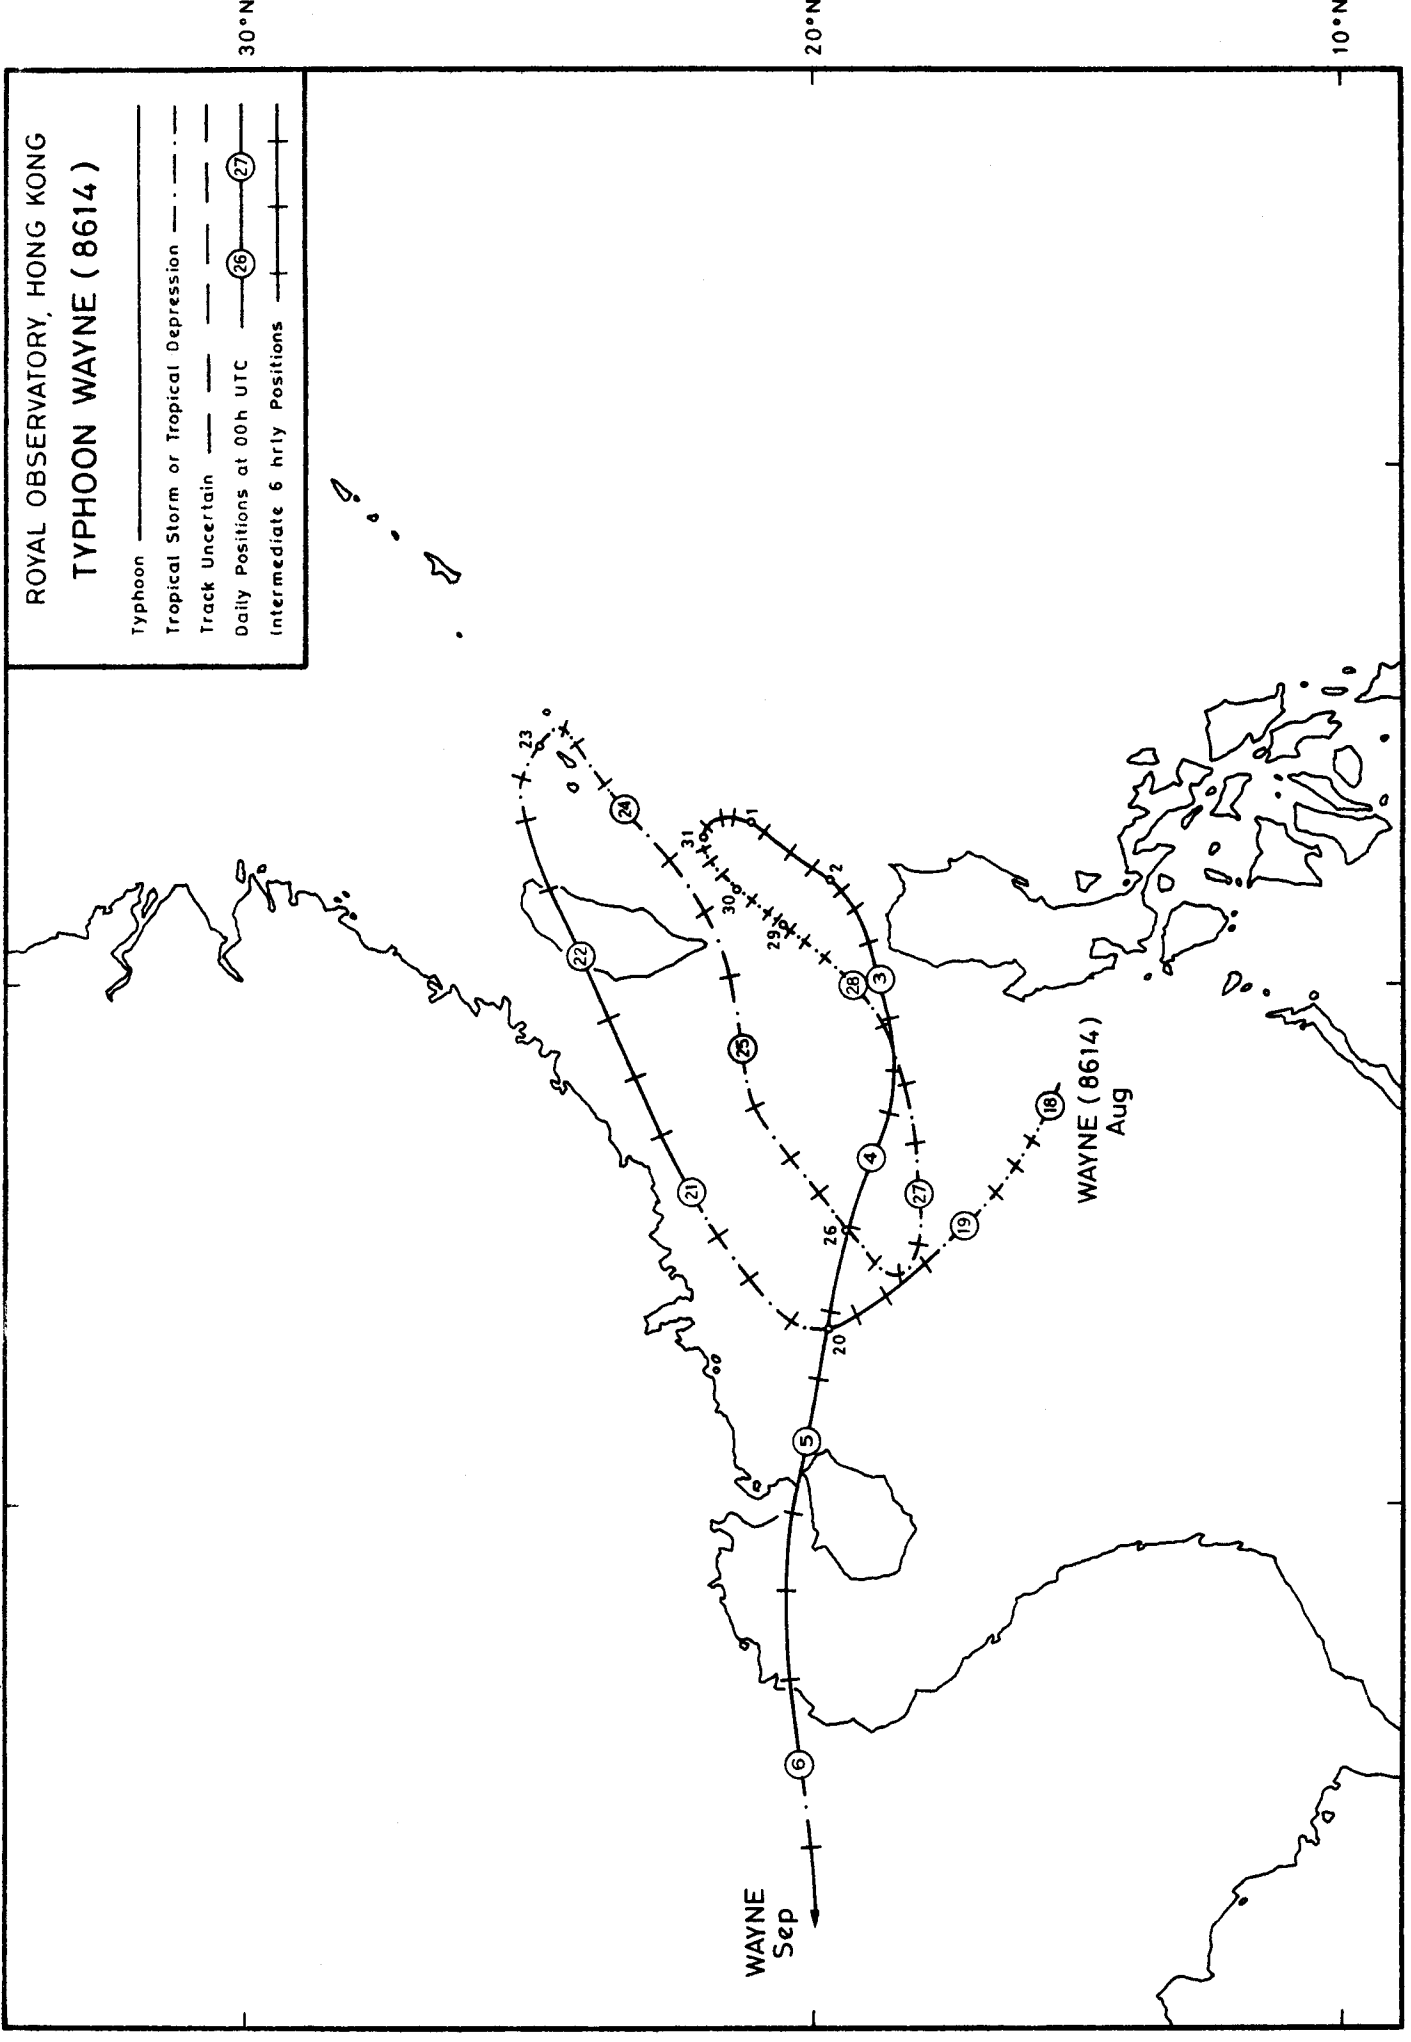 ROYAL OBSERVATORY, HONG KONG
TYPHOON WAYNE (8614)
Typhoon
Tropical Storm or Tropical Depression
Track Uncertain
Daily Positions at 00h UTC 26 27
Intermediate 6 hrly Positions
30°N
20°N
10°N
23
24
31
1
22
30
2
29
28
3
25
WAYNE (8614)
Aug
18
4
21
27
19
26
20
5
6
WAYNE
Sep